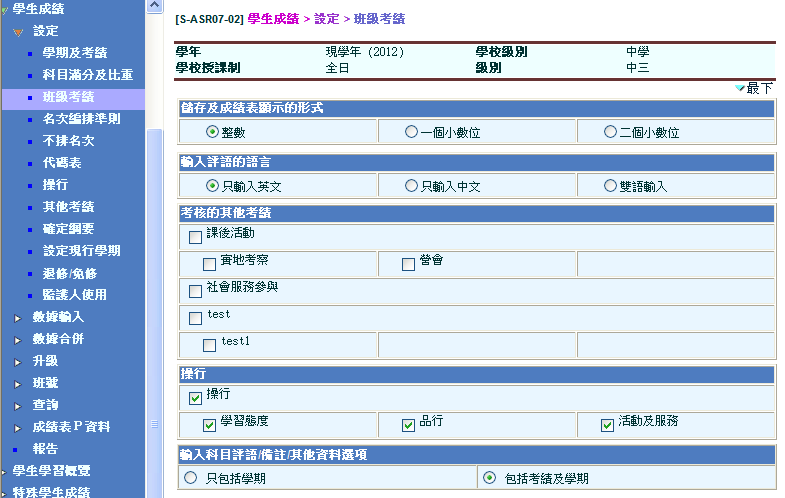 學生成績
設定
學期及考績
科目滿分及比重
班級考績
名次編排準則
不排名次
代碼表
操行
其他考績
確定綱要
設定現行學期
退修/免修
監護人使用
數據輸入
數據合併
升級
班號
查詢
成績表P資料
報告
學生學習概覽
特殊學生成績
[S-ASR07-02] 學生成績 > 設定 > 班級考績
學年 現學年 (2012) 學校級別 中學
學校授課制 全日 級別 中三
最下
儲存及成績表顯示的形式
整數 一個小數位 二個小數位
輸入評語的語言
只輸入英文 只輸入中文 雙語輸入
考核的其他考績
課後活動
實地考察 營會
社會服務參與
test
test1
操行
操行
學習態度 品行 活動及服務
輸入科目評語/備註/其他資料選項
只包括學期 包括考績及學期